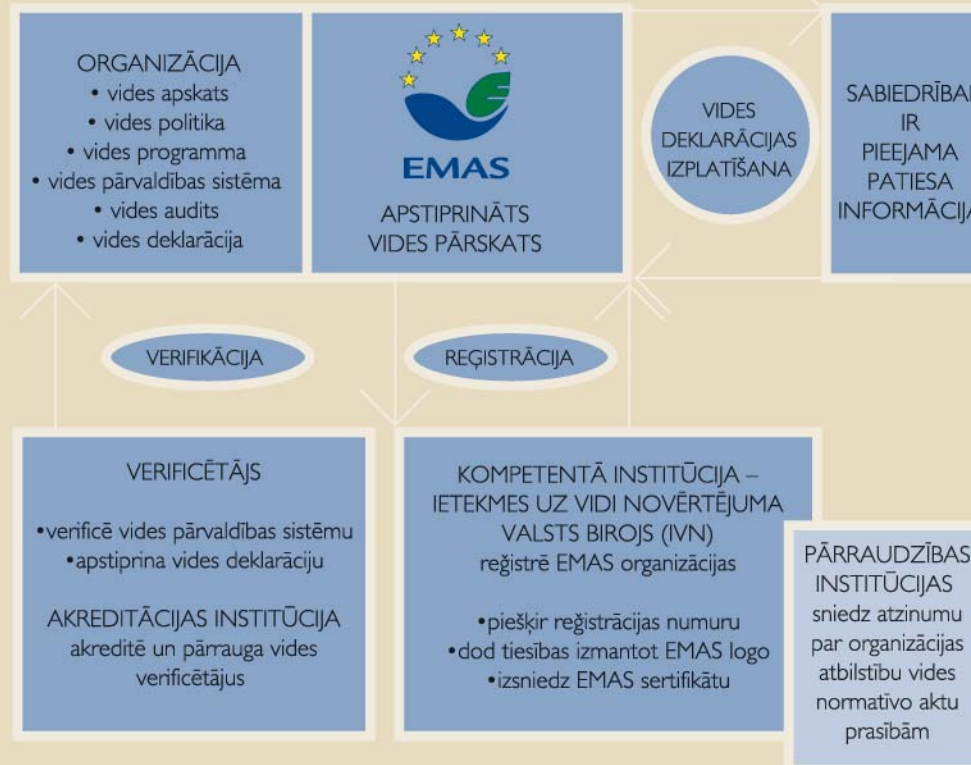 ORGANIZĀCIJA
• vides apskats
• vides politika
• vides programma
• vides pārvaldības sistēma
• vides audits
• vides deklarācija
EMAS
APSTIPRINĀTS
VIDES PĀRSKATS
VIDES
DEKLARĀCIJAS
IZPLATĪŠANA
IR
PIEEJAMA
PATIESA
VERIFIKĀCIJA
REĢISTRĀCIJA
VERIFICĒTĀJS
•verificē vides pārvaldības sistēmu
•apstiprina vides deklarāciju
AKREDITĀCIJAS INSTITŪCIJA
akreditē un pārrauga vides
verificētājus
KOMPETENTĀ INSTITŪCIJA –
IETEKMES UZ VIDI NOVĒRTĒJUMA
VALSTS BIROJS (IVN)
reģistrē EMAS organizācijas
•piešķir reģistrācijas numuru
•dod tiesības izmantot EMAS logo
•izsniedz EMAS sertifikātu
PĀRRAUDZĪBAS
INSTITŪCIJAS
sniedz atzinumu
par organizācijas
atbilstību vides
normatīvo aktu
prasībām